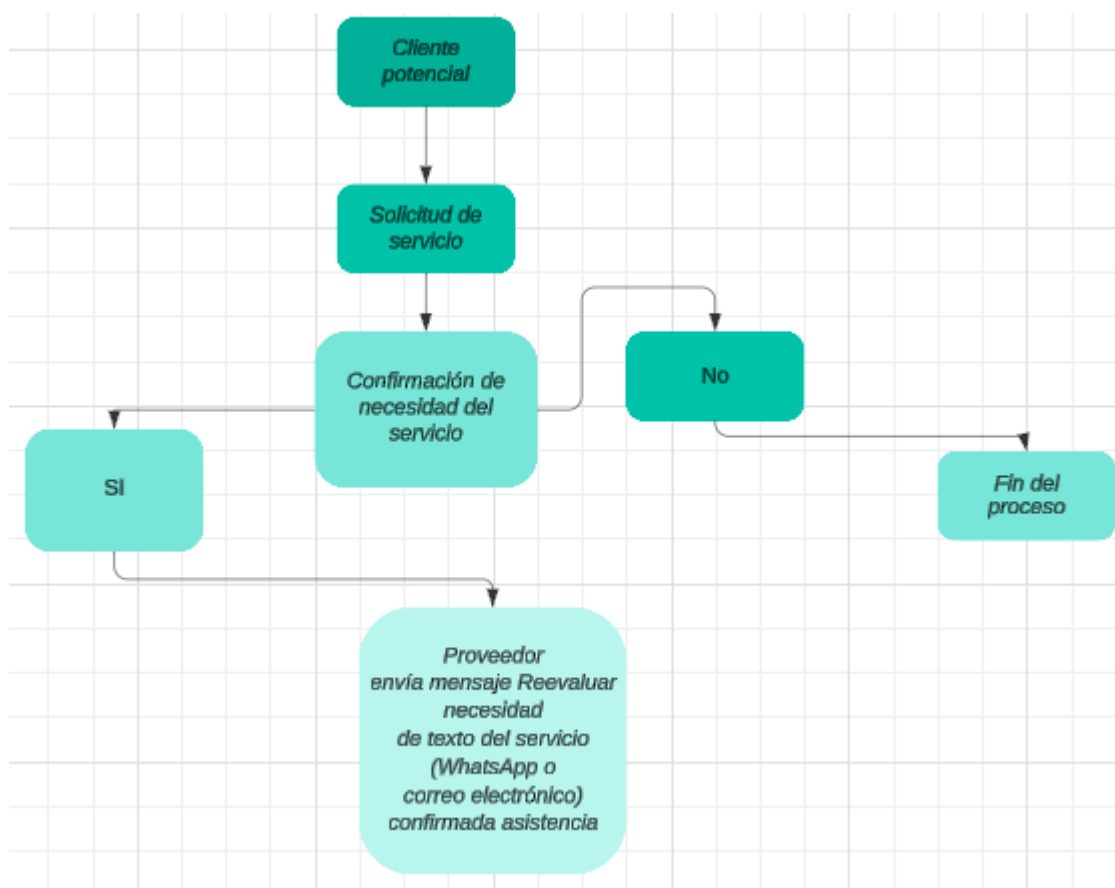 Cliente
potencial
Solicitud de
servicio
Confirmación de
necesidad del
servicio
No
SI
Fin del
proceso
Proveedor
envía mensaje Reevaluar
necesidad
de texto del servicio
(WhatsApp o
correo electrónico)
confirmada asistencia